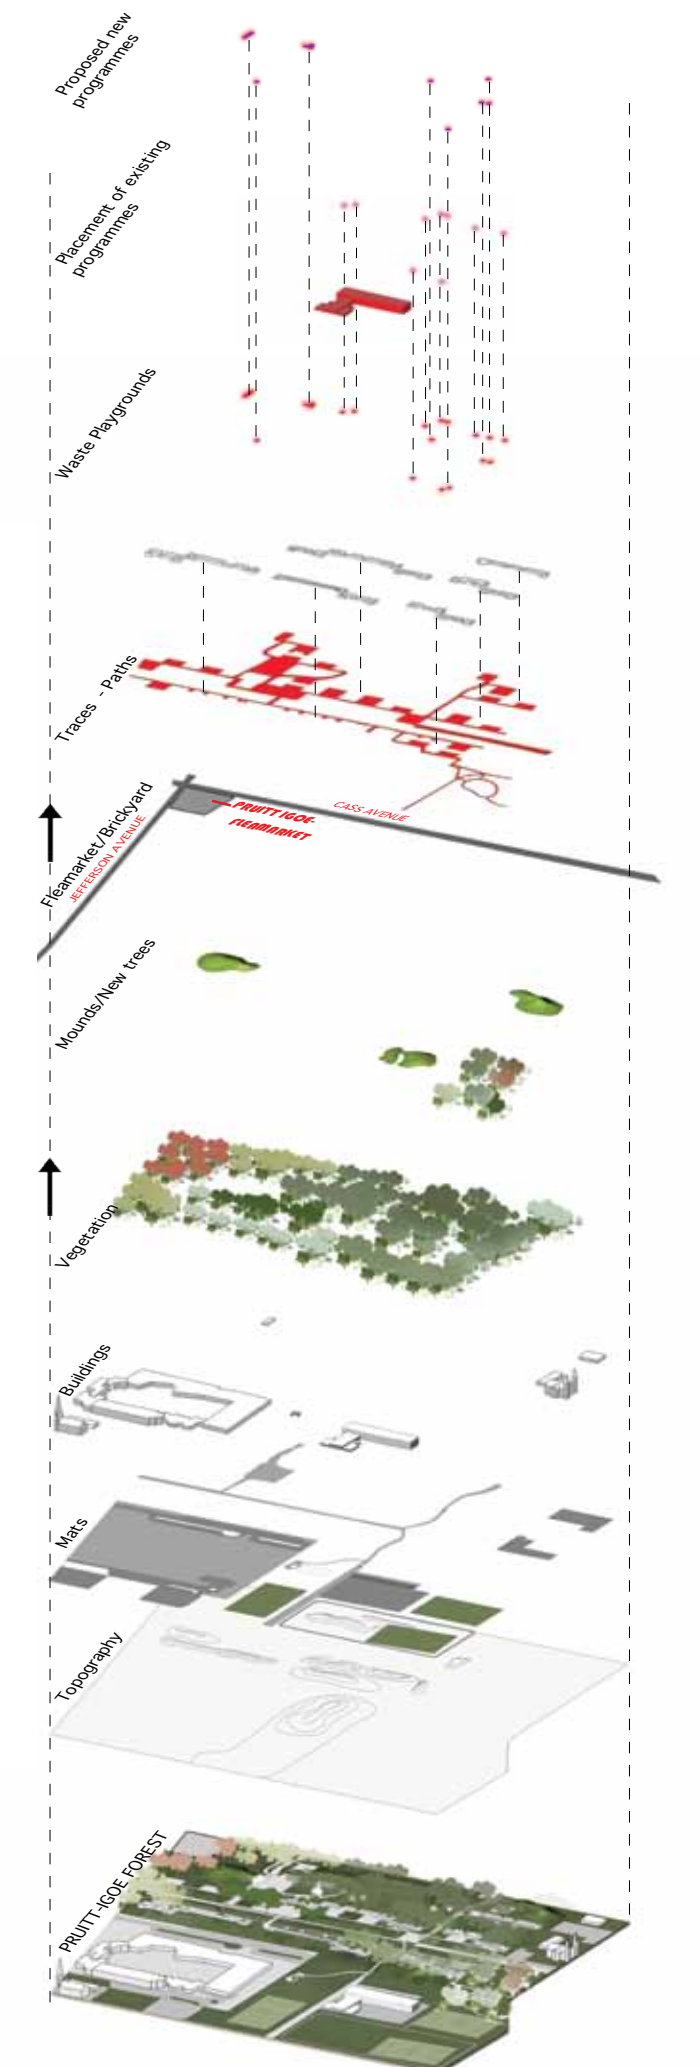 Proposed new
programmes
Placement of existing
programmes
Waste Playgrounds
Traces - Paths
Fleamarket/Brickyard
JEFFERSON AVENUE
PRUITT IGOE-
FLEAMARKET
CASS AVENUE
Mounds/New trees
Vegetation
Buildings
Mats
Topography
PRUITT-IGOE FOREST